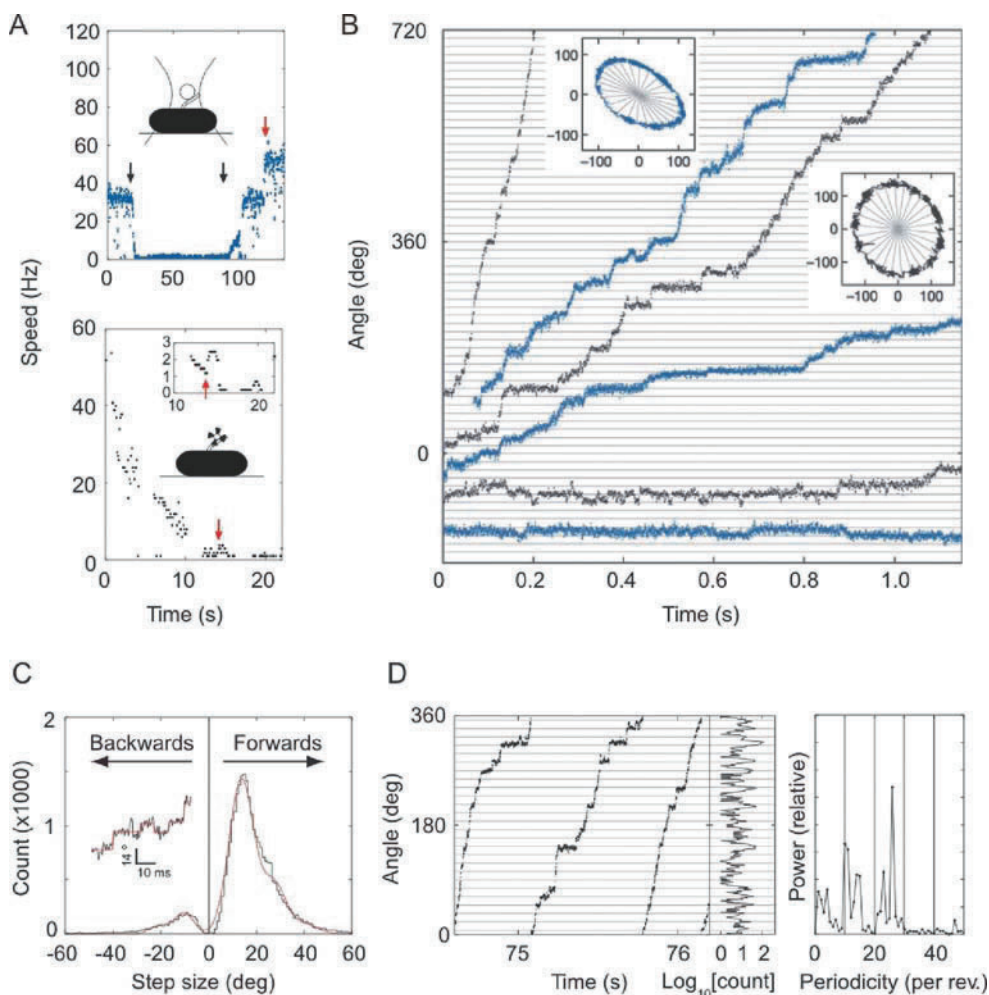 A
120
100
80
60
40
20
0
0 50 100
Speed (Hz)
60
40
20
0
3
2
1
0
10 15 20
0 10 20
Time (s)
B
720
360
0
Angle (deg)
100
0
−100
−100 0 100
100
0
−100
−100 0 100
0 0.2 0.4 0.6 0.8 1.0
Time (s)
C
2
1
0
Count (x1000)
Backwards Forwards
14 °
10 ms
-60 -40 -20 0 20 40 60
Step size (deg)
D
360
180
0
Angle (deg)
75 76
Time (s)
0 1 2
Log10[count]
Power (relative)
0 20 40
Periodicity (per rev.)